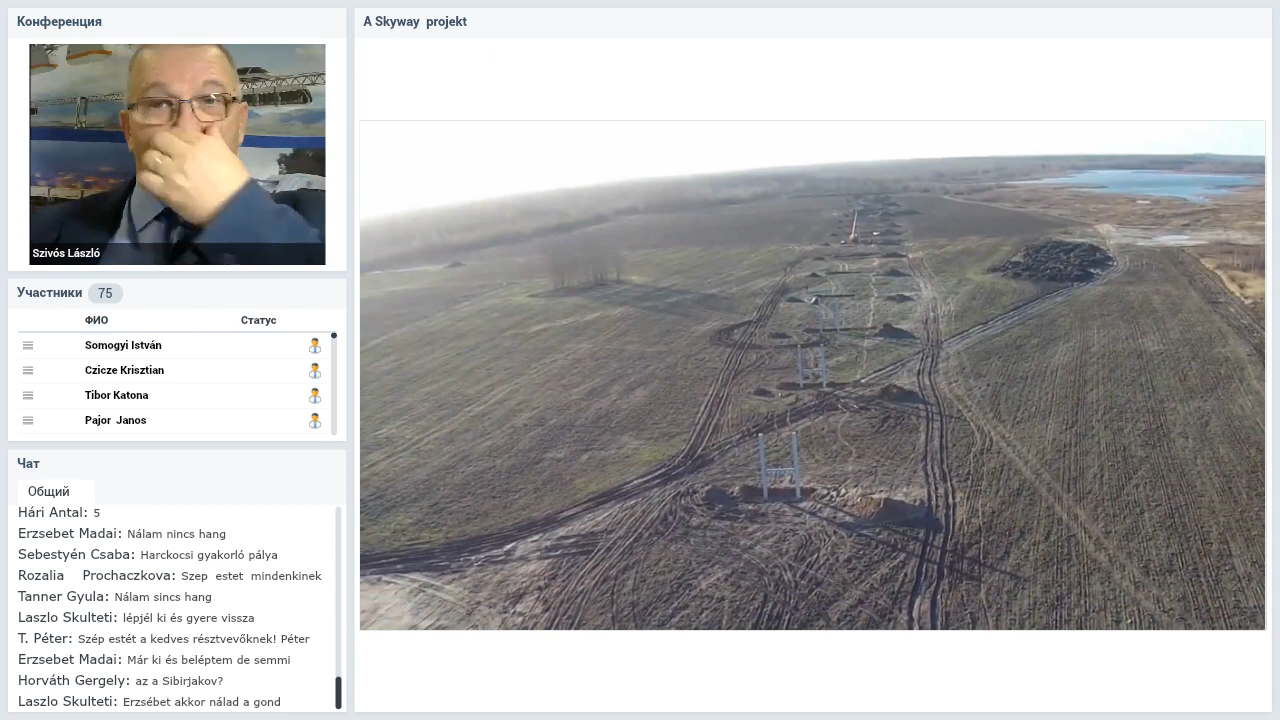 Конференция
Szivós László
Участники 75
ФИО Статус
Somogyi István
Czicze Krisztian
Tibor Katona
Pajor Janos
Чат
Общий
Hári Antal: 5
Erzsebet Madai: Nálam nincs hang
Sebestyén Csaba: Harckocsi gyakorló pálya
Rozalia Prochaczkova: Szep estet mindenkinek
Tanner Gyula: Nálam sincs hang
Laszlo Skulteti: lépjél ki és gyere vissza
T. Péter: Szép estét a kedves résztvevőknek! Péter
Erzsebet Madai: Már ki és beléptem de semmi
Horváth Gergely: az a Sibirjakov?
Laszlo Skulteti: Erzsébet akkor nálad a gond
A Skyway projekt